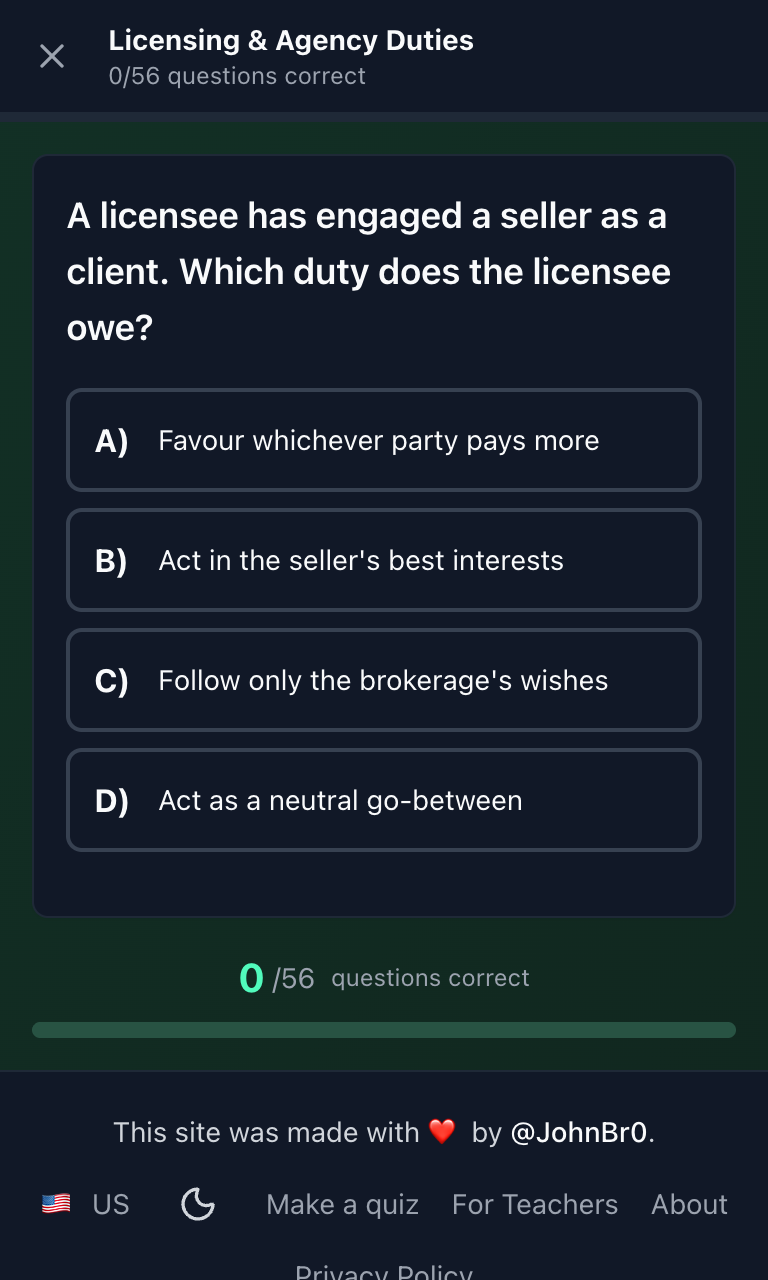 Licensing & Agency Duties
0/56 questions correct
A licensee has engaged a seller as a
client. Which duty does the licensee
owe?
A) Favour whichever party pays more
B) Act in the seller's best interests
C) Follow only the brokerage's wishes
D) Act as a neutral go-between
0/56 questions correct
This site was made with ❤️ by @JohnBr0.
🇺🇸 US Make a quiz For Teachers About
Privacy Policy